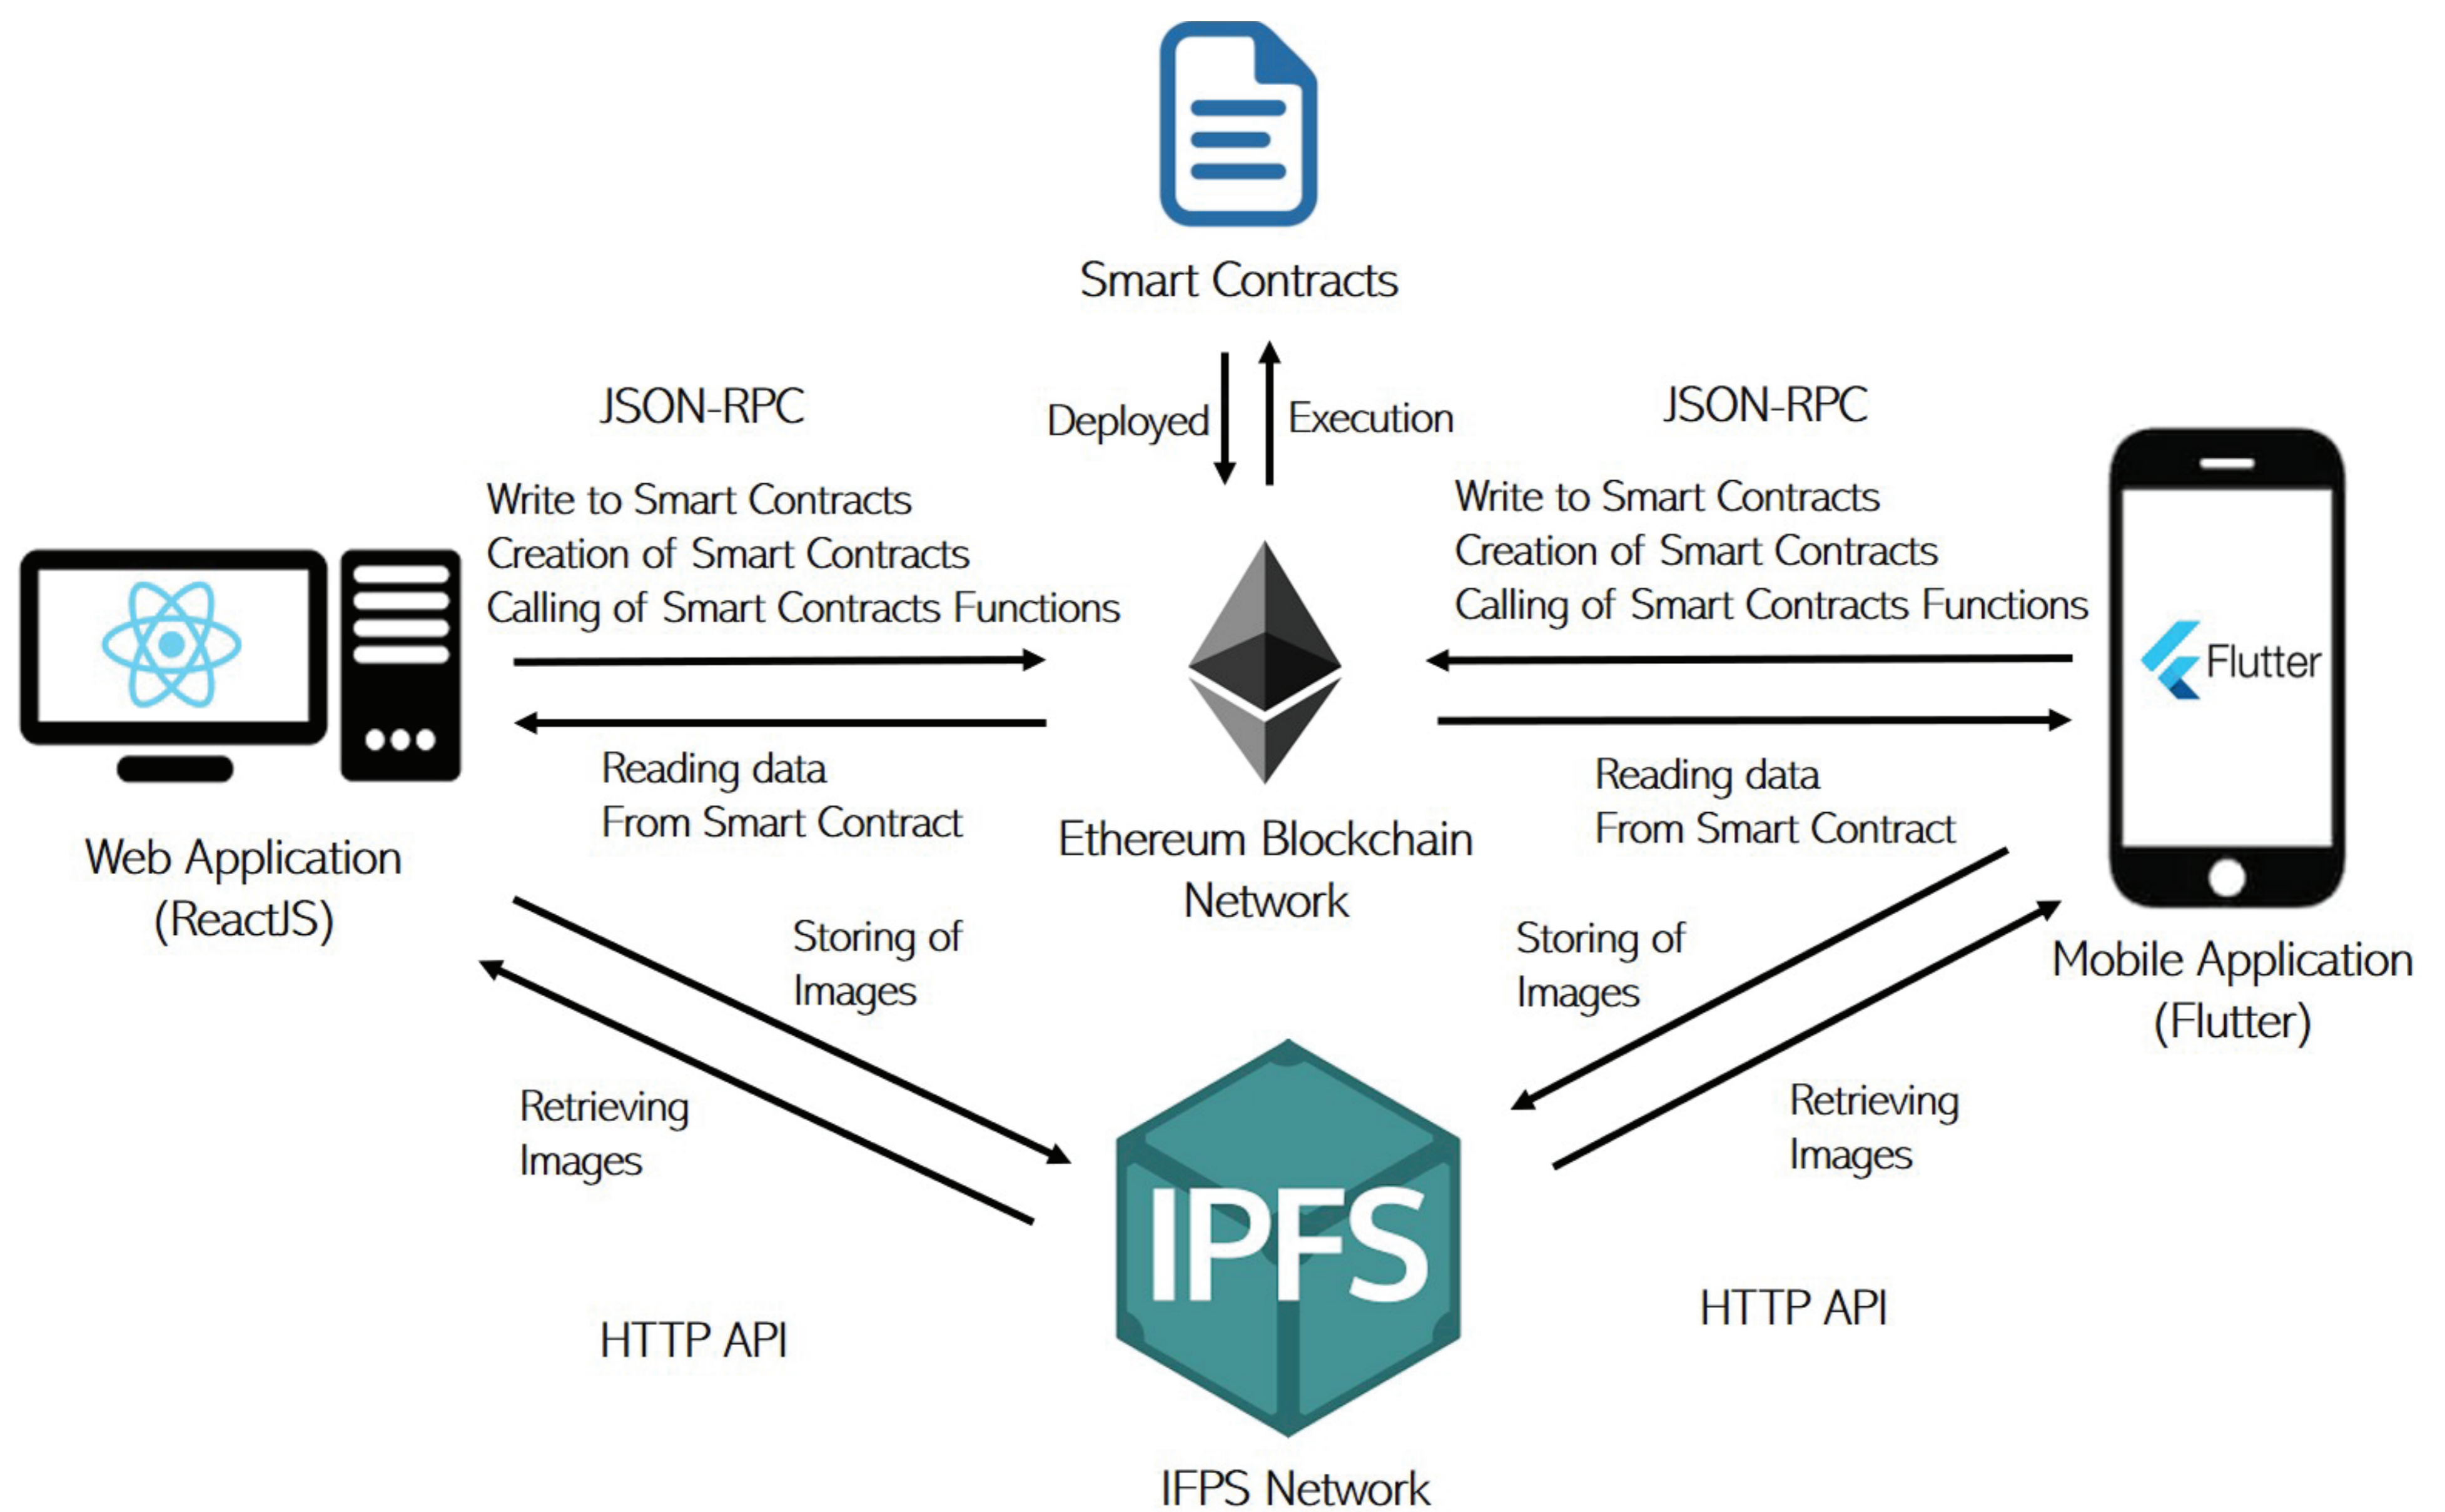 Smart Contracts
Deployed
Execution
JSON-RPC
Write to Smart Contracts
Creation of Smart Contracts
Calling of Smart Contracts Functions
Reading data
From Smart Contract
Web Application
(ReactJS)
Ethereum Blockchain
Network
JSON-RPC
Write to Smart Contracts
Creation of Smart Contracts
Calling of Smart Contracts Functions
Reading data
From Smart Contract
Flutter
Mobile Application
(Flutter)
Storing of
Images
Retrieving
Images
HTTP API
Storing of
Images
Retrieving
Images
HTTP API
IPFS
IFPS Network